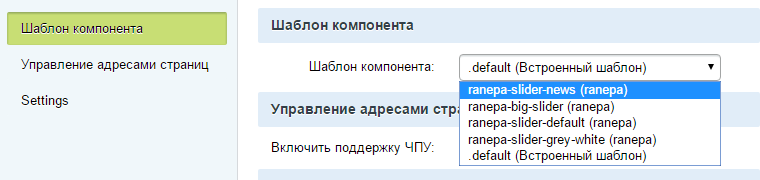 Шаблон компонента
Управление адресами страниц
Settings
Шаблон компонента
Шаблон компонента: .default (Встроенный шаблон)
ranepa-slider-news (ranepa)
ranepa-big-slider (ranepa)
ranepa-slider-default (ranepa)
ranepa-slider-grey-white (ranepa)
.default (Встроенный шаблон)
Управление адресами стра
Включить поддержку ЧПУ: